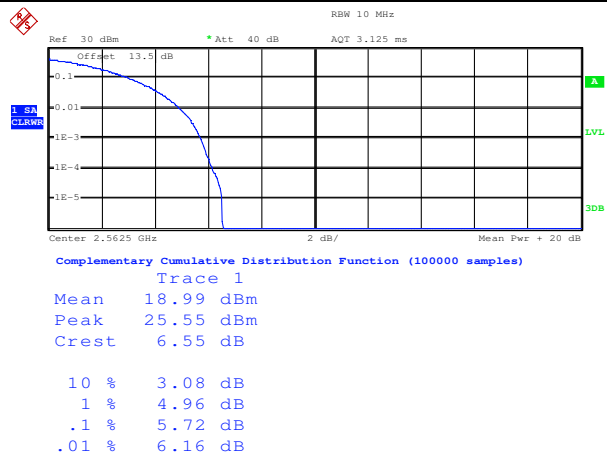 RBW 10 MHz
Ref 30 dBm * Att 40 dB AQT 3.125 ms
Offset 13.5 dB
0.1
A
0.01
1 SA
CLRWR
LVL
1E-3
1E-4
1E-5
3DB
Center 2.5625 GHz 2 dB/ Mean Pwr + 20 dB
Complementary Cumulative Distribution Function (100000 samples)
Trace 1
Mean 18.99 dBm
Peak 25.55 dBm
Crest 6.55 dB
10 % 3.08 dB
1 % 4.96 dB
.1 % 5.72 dB
.01 % 6.16 dB